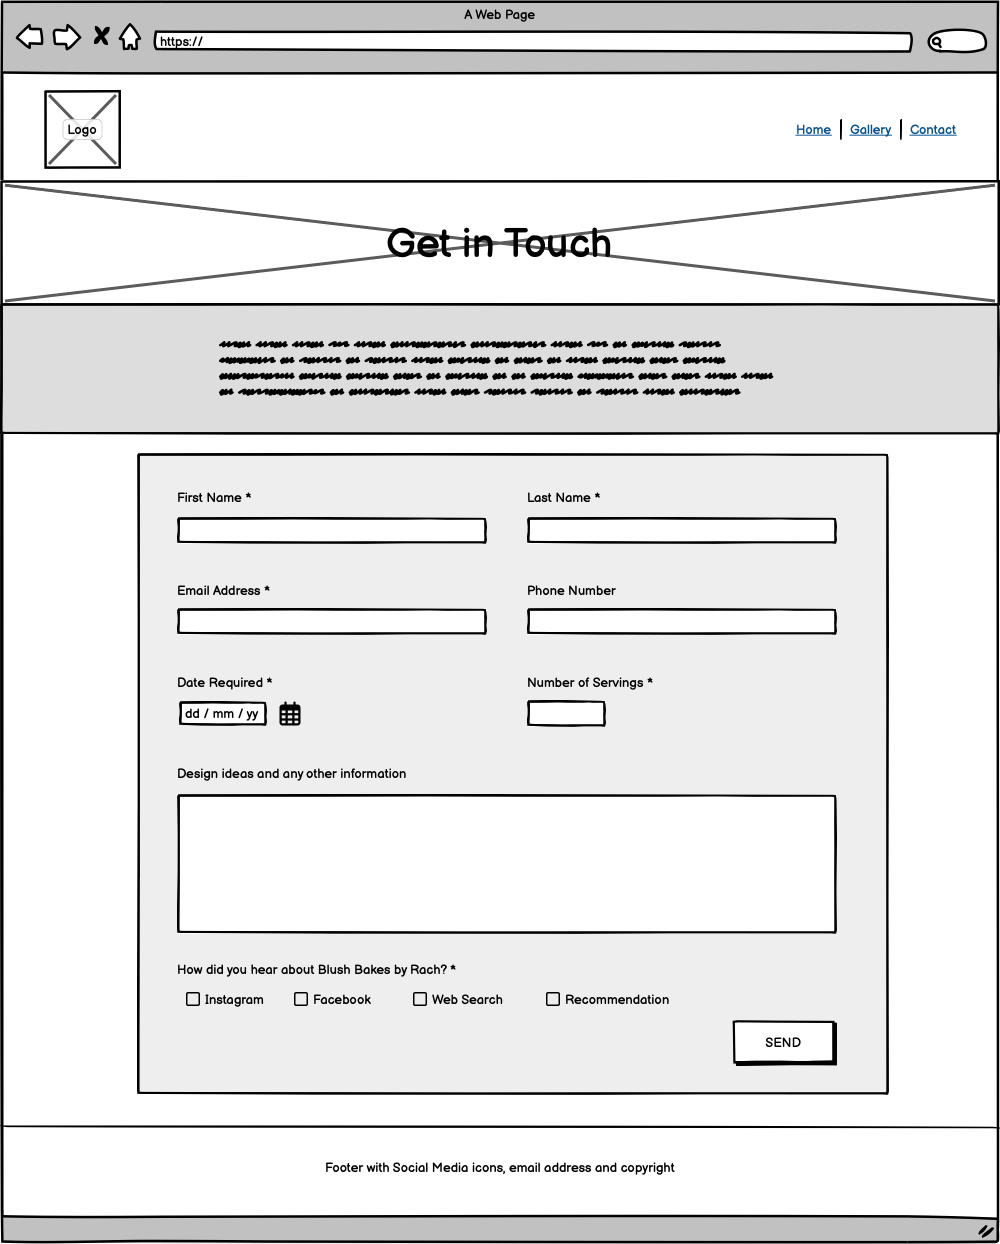 A Web Page
https://
Logo
Home Gallery Contact
Get in Touch
First Name * Last Name *
Email Address * Phone Number
Date Required * Number of Servings *
dd / mm / yy
Design ideas and any other information
How did you hear about Blush Bakes by Rach? *
Instagram Facebook Web Search Recommendation
SEND
Footer with Social Media icons, email address and copyright